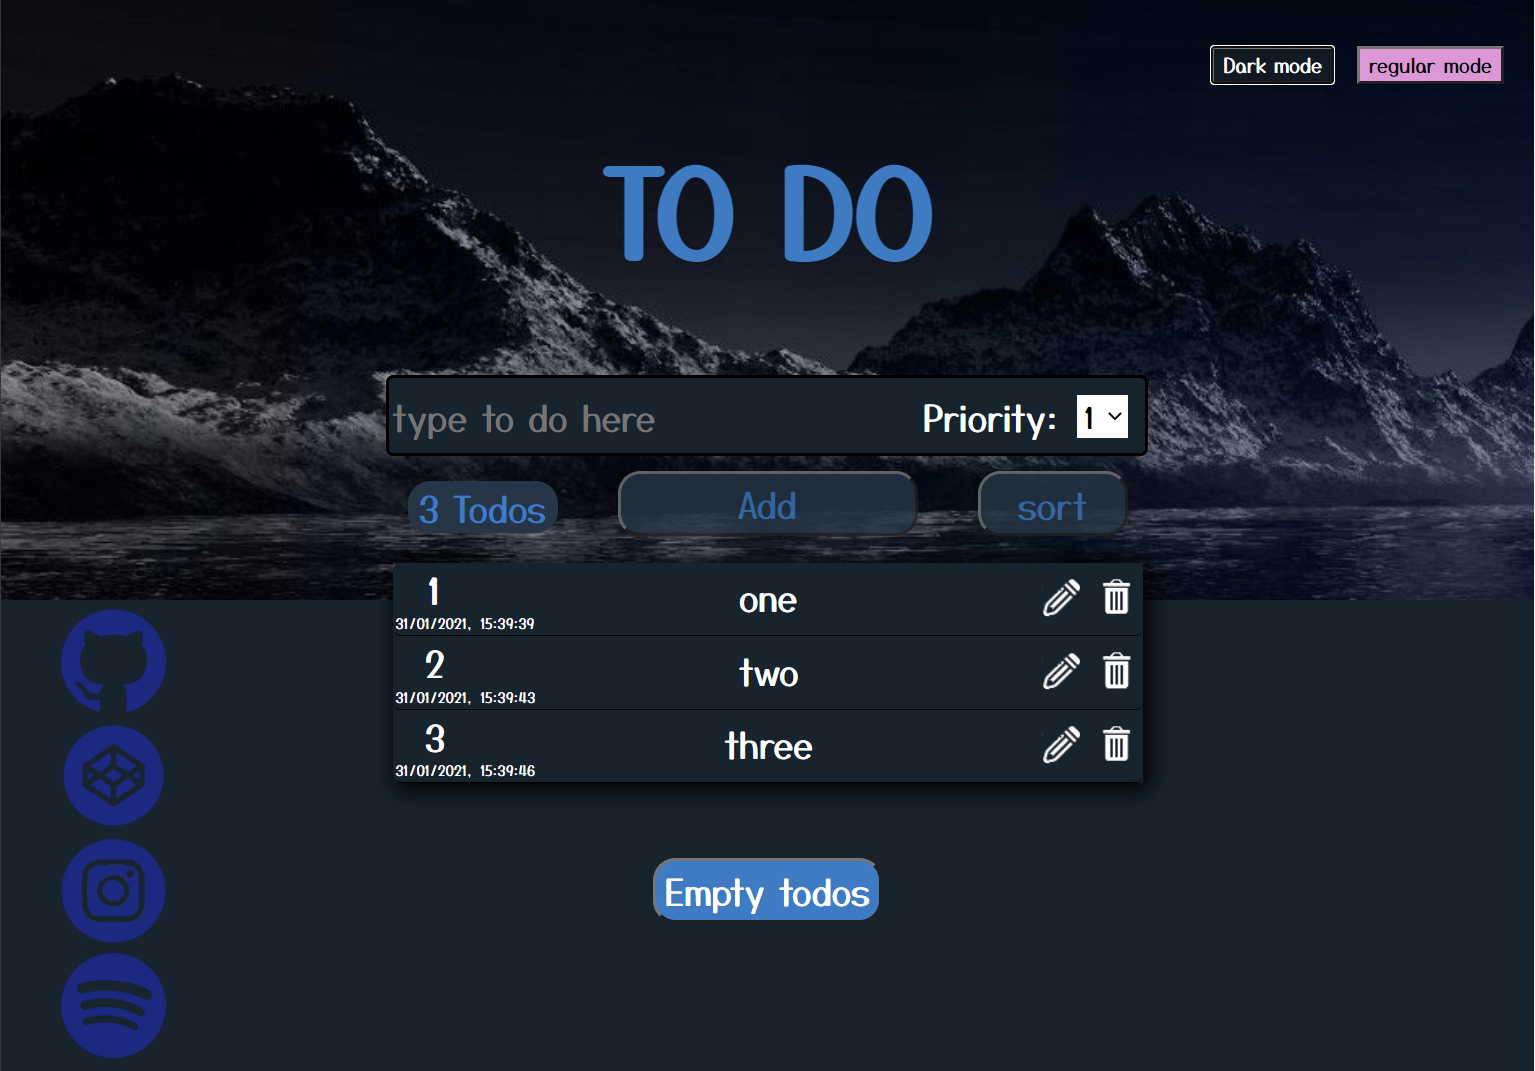 Dark mode regular mode
TO DO
type to do here Priority: 1
3 Todos Add sort
1 one
31/01/2021, 15:39:39
2 two
31/01/2021, 15:39:43
3 three
31/01/2021, 15:39:46
Empty todos